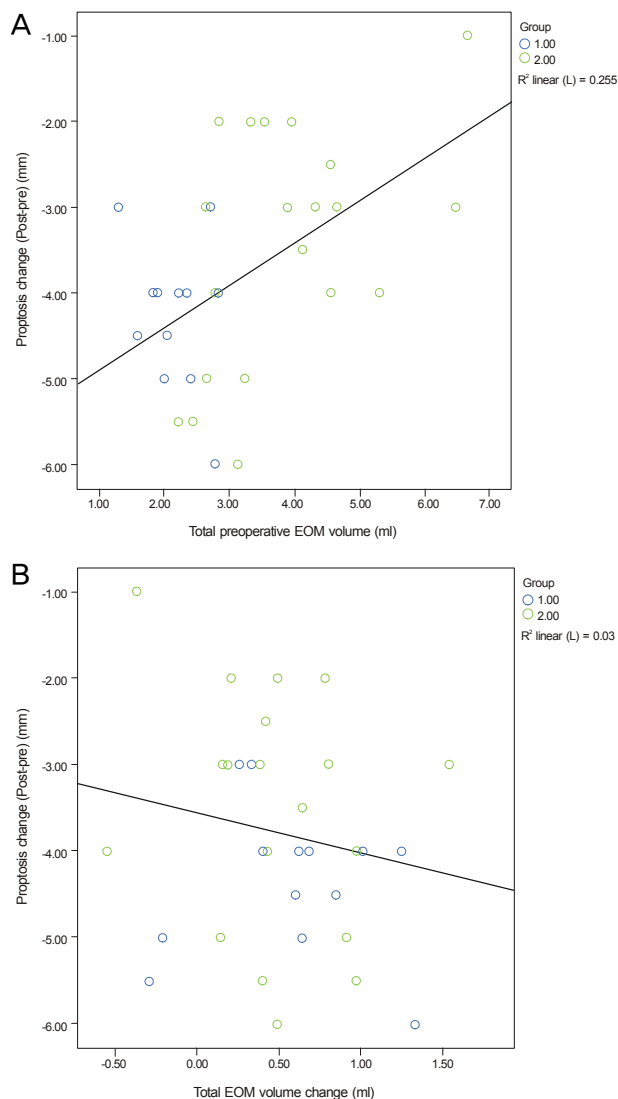 A
Group
1.00
2.00
R² linear (L) = 0.255
-1.00
-2.00
-3.00
-4.00
-5.00
-6.00
Proptosis change (Post-pre) (mm)
1.00 2.00 3.00 4.00 5.00 6.00 7.00
Total preoperative EOM volume (ml)
B
Group
1.00
2.00
R² linear (L) = 0.03
-1.00
-2.00
-3.00
-4.00
-5.00
-6.00
Proptosis change (Post-pre) (mm)
-0.50 0.00 0.50 1.00 1.50
Total EOM volume change (ml)